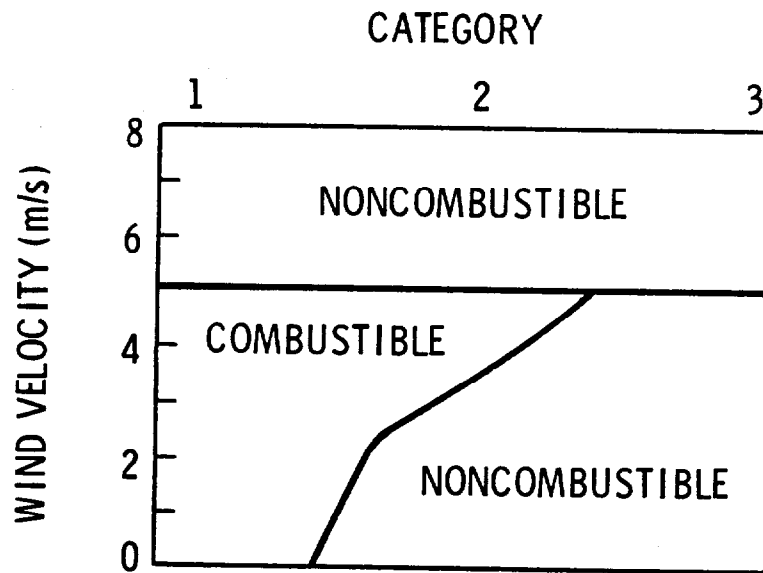 CATEGORY
1 2 3
8
NONCOMBUSTIBLE
6
COMBUSTIBLE
4
2
NONCOMBUSTIBLE
0
WIND VELOCITY (m/s)